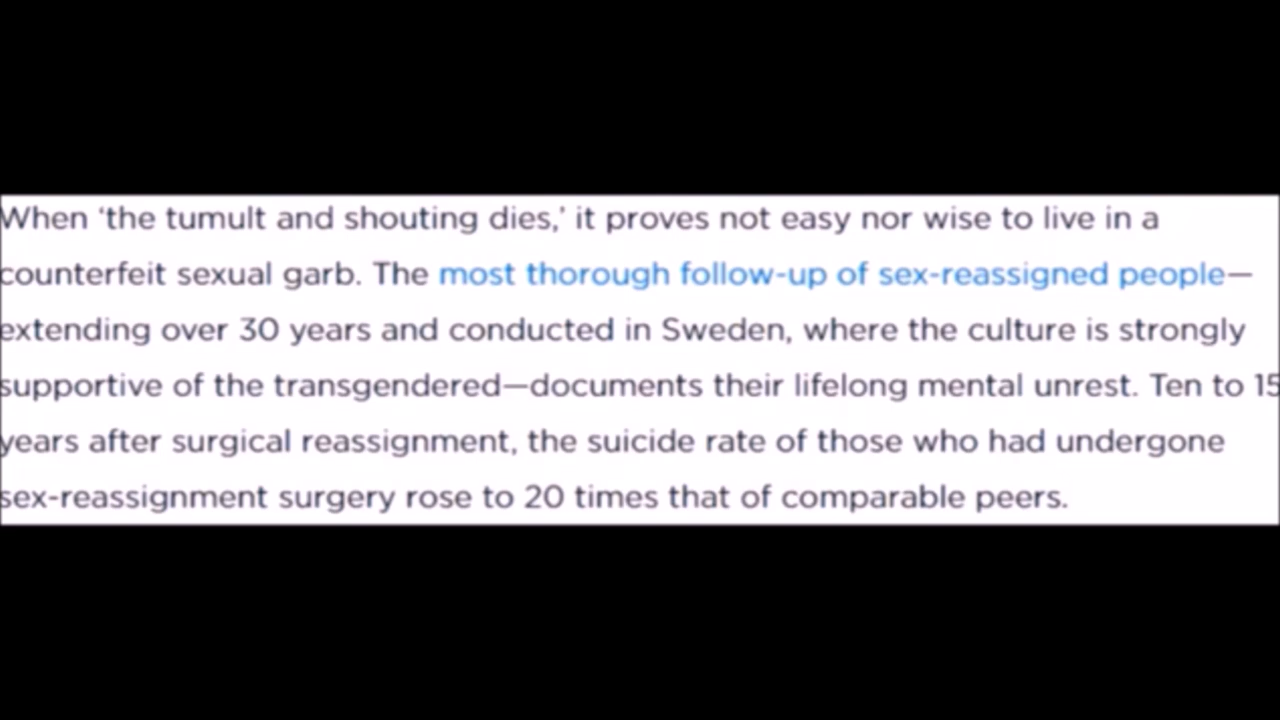 When ‘the tumult and shouting dies,’ it proves not easy nor wise to live in a
counterfeit sexual garb. The most thorough follow-up of sex-reassigned people—
extending over 30 years and conducted in Sweden, where the culture is strongly
supportive of the transgendered—documents their lifelong mental unrest. Ten to 15
years after surgical reassignment, the suicide rate of those who had undergone
sex-reassignment surgery rose to 20 times that of comparable peers.